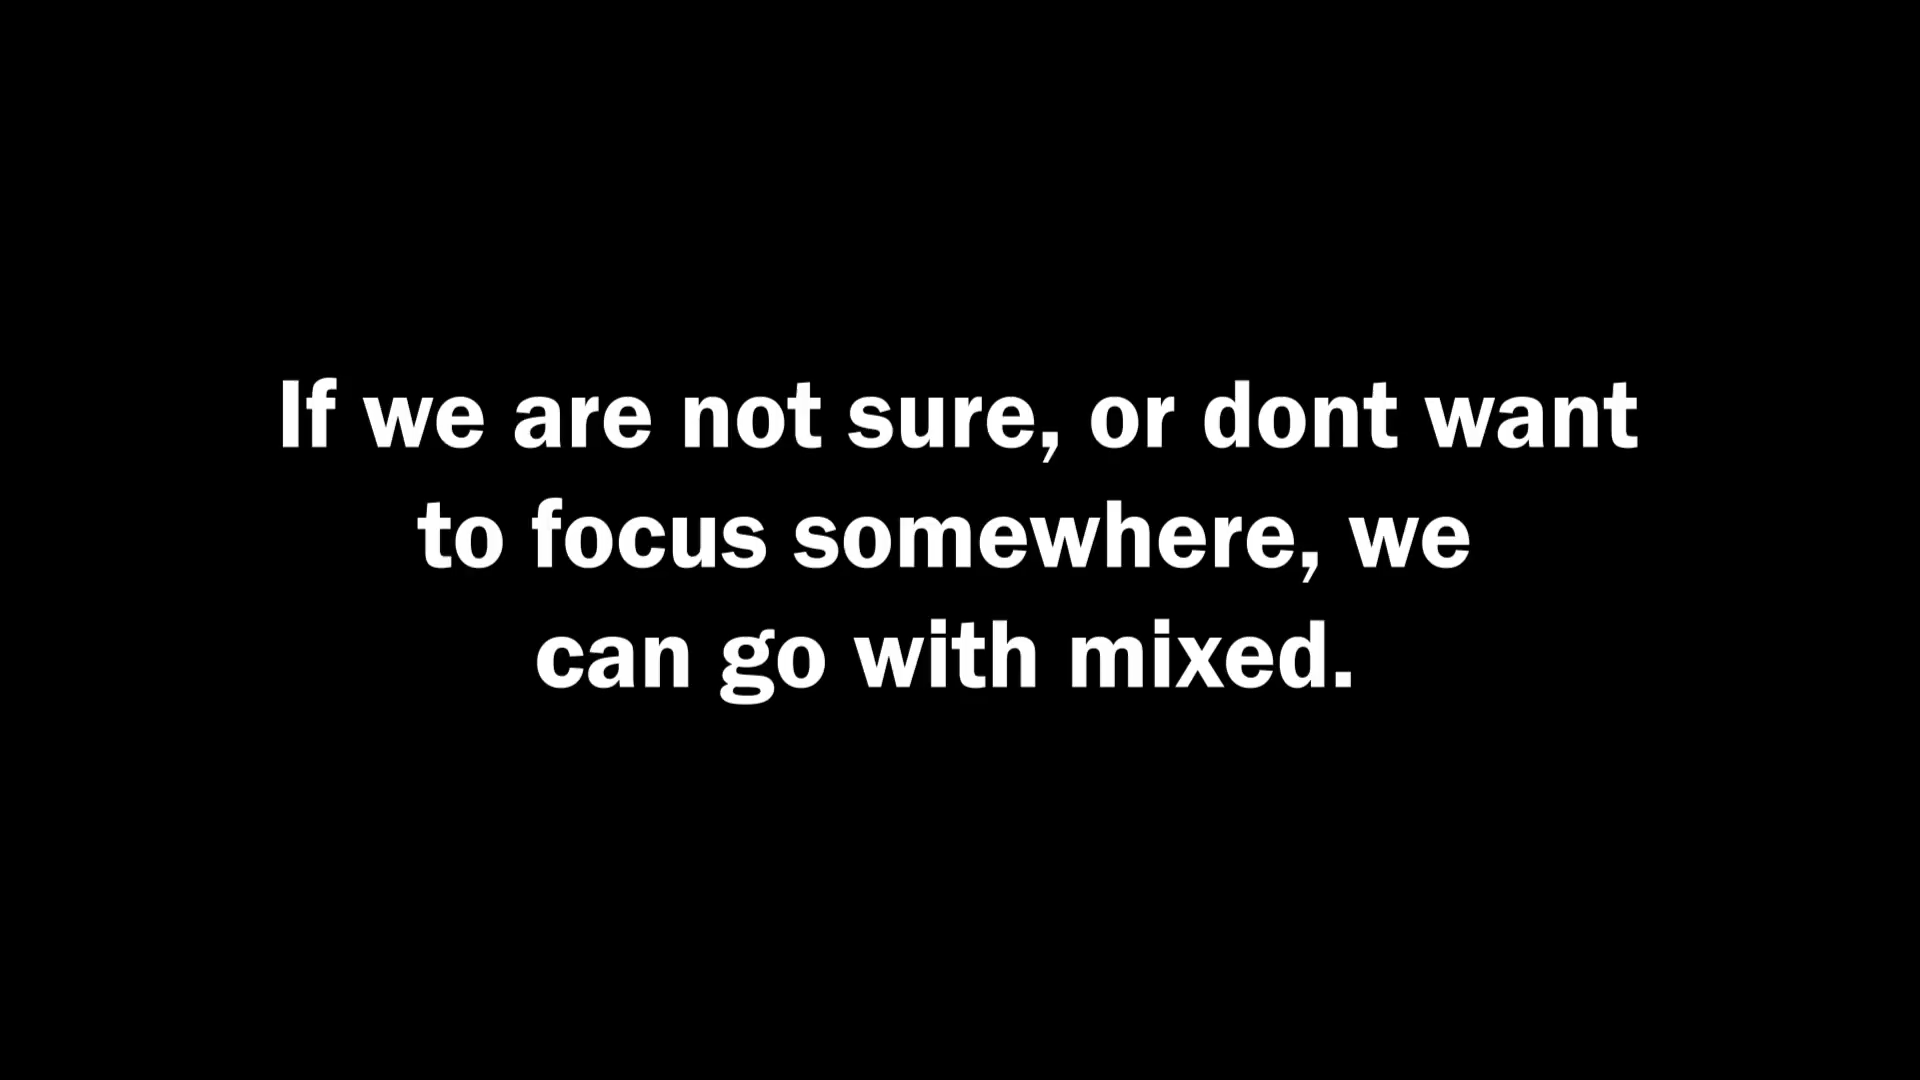 If we are not sure, or dont want
to focus somewhere, we
can go with mixed.